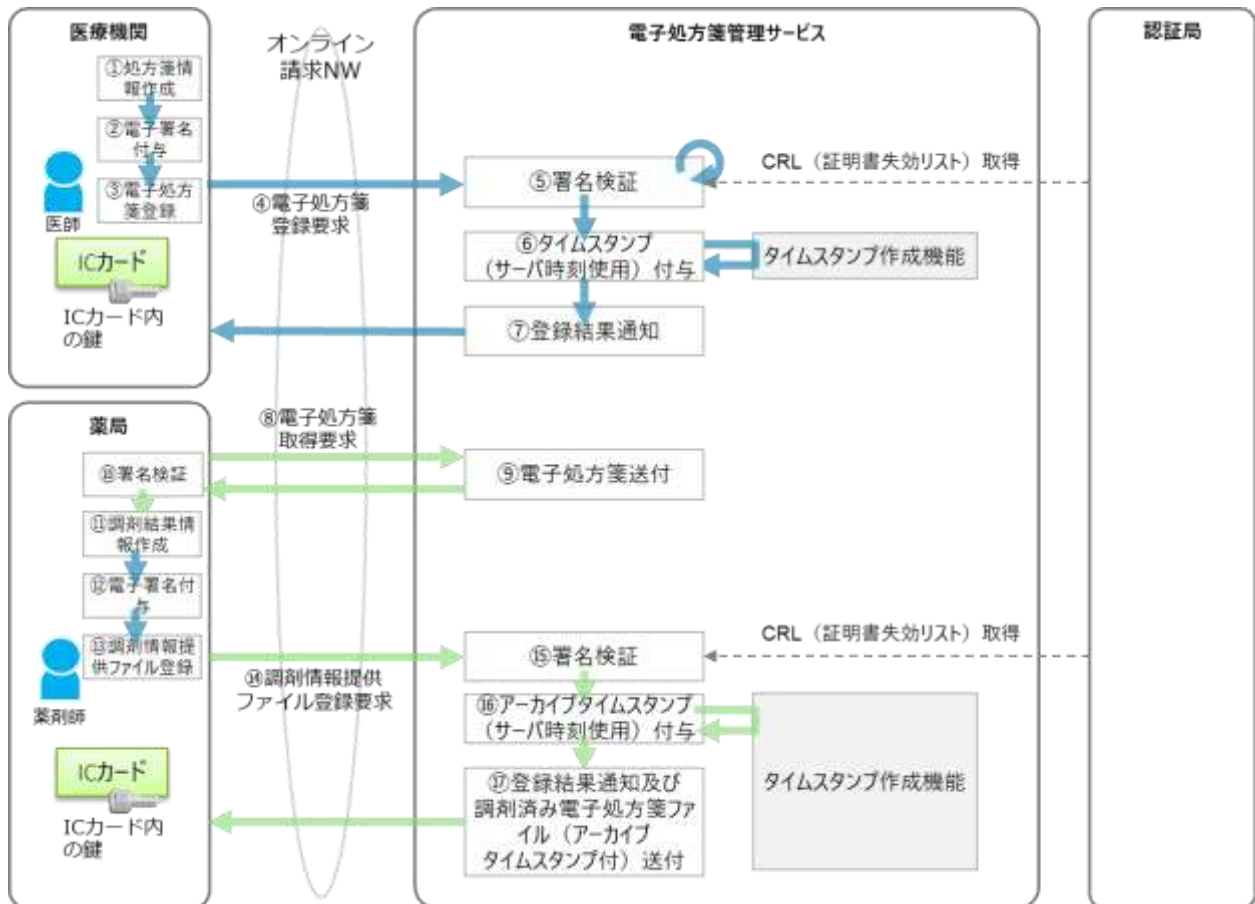 医療機関
①処方箋情
報作成
②電子署名
付与
③電子処方
箋登録
医師
ICカード
ICカード内
の鍵
オンライン
請求NW
④電子処方箋
登録要求
電子処方箋管理サービス
⑤署名検証
⑥タイムスタンプ
（サーバ時刻使用）付与
タイムスタンプ作成機能
⑦登録結果通知
認証局
CRL（証明書失効リスト）取得
薬局
⑧電子処方箋
取得要求
⑨電子処方箋送付
⑩署名検証
⑪調剤結果情
報作成
⑫電子署名付
与
⑬調剤情報提
供ファイル登録
薬剤師
ICカード
ICカード内
の鍵
⑭調剤情報提供
ファイル登録要求
⑮署名検証
CRL（証明書失効リスト）取得
⑯アーカイブタイムスタンプ
（サーバ時刻使用）付与
タイムスタンプ作成機能
⑰登録結果通知及び
調剤済み電子処方箋ファ
イル（アーカイブ
タイムスタンプ付）送付